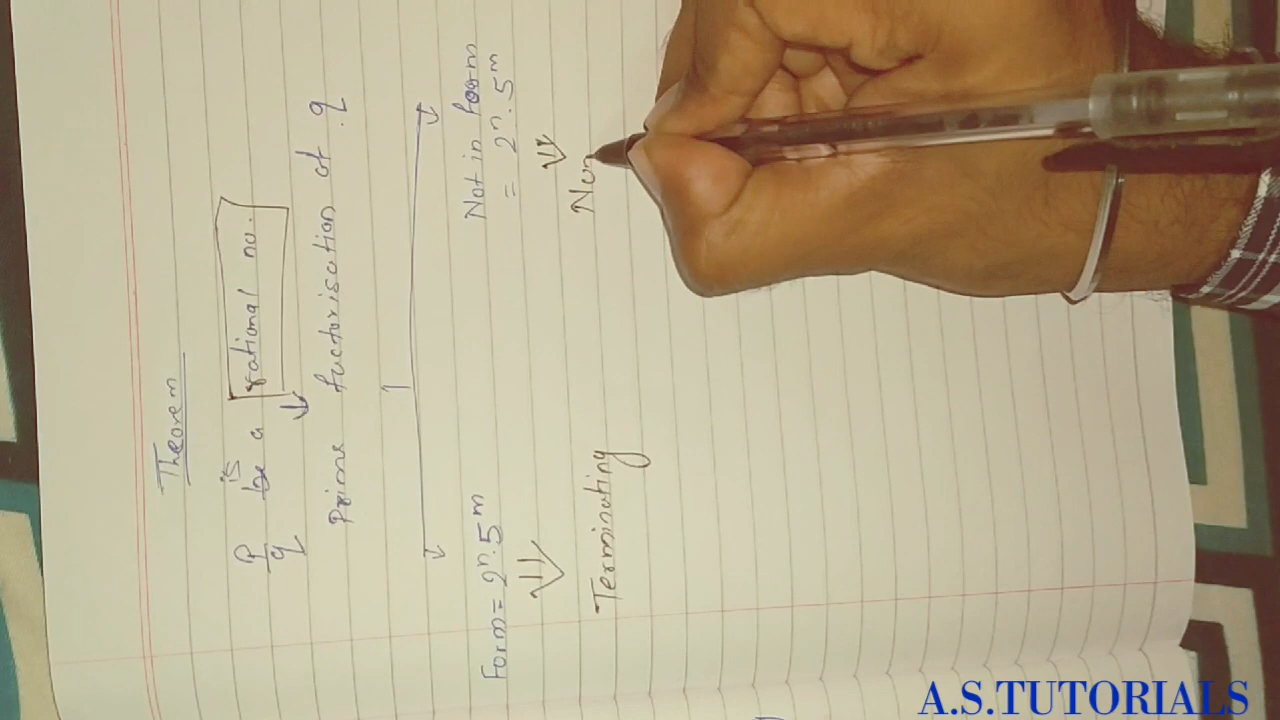 Theorem
p/q is be a rational no.
Prime factorisation of q
Form = 2ⁿ.5ᵐ
Not in form
= 2ⁿ.5ᵐ
Terminating
Non
A.S.TUTORIALS